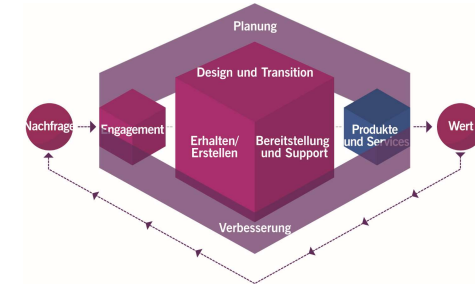 Planung
Design und Transition
Nachfrage
Engagement
Erhalten/
Erstellen
Bereitstellung
und Support
Produkte
und Services
Wert
Verbesserung